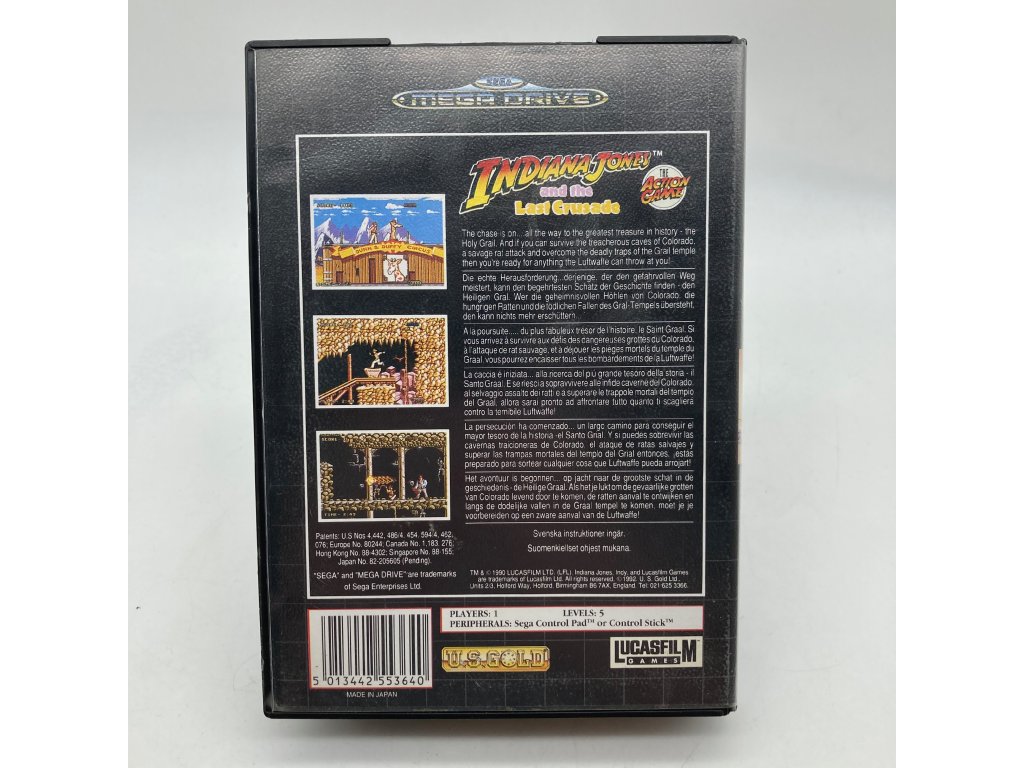 SEGA
MEGA DRIVE
INDIANA JONES™
and the
Last Crusade
THE
ACTION
GAME
DUNN & DUFFY CIRCUS
The chase is on... all the way to the greatest treasure in history - the
Holy Grail. And if you can survive the treacherous caves of Colorado,
a savage rat attack and overcome the deadly traps of the Grail temple
then you're ready for anything the Luftwaffe can throw at you!
Die echte Herausforderung...derjenige, der den gefahrvollen Weg
meistert, kann den begehrtesten Schatz der Geschichte finden - den
Heiligen Gral. Wer die geheimnisvollen Höhlen von Colorado, die
hungrigen Ratten und die tödlichen Fallen des Gral-Tempels übersteht,
den kann nichts mehr erschüttern...
A la poursuite..... du plus fabuleux trésor de l'histoire, le Saint Graal. Si
vous arrivez à survivre aux défis des dangereuses grottes du Colorado,
à l'attaque de rat sauvage, et à déjouer les pièges mortels du temple du
Graal, vous pourrez encaisser tous les bombardements de la Luftwaffe!
La caccia è iniziata... alla ricerca del più grande tesoro della storia - il
Santo Graal. E se riesci a sopravvivere alle infide caverne del Colorado,
al selvaggio assalto dei ratti e a superare le trappole mortali del tempio
del Graal, allora sarai pronto ad affrontare tutto quanto ti scaglierà
contro la temibile Luftwaffe!
La persecución ha comenzado... un largo camino para conseguir el
mayor tesoro de la historia -el Santo Grial. Y si puedes sobrevivir las
cavernas traicioneras de Colorado, el ataque de ratas salvajes y
superar las trampas mortales del templo del Grial entonces, ¡estás
preparado para sortear cualquier cosa que Luftwaffe pueda arrojart!
Het avontuur is begonnen... op jacht naar de grootste schat in de
geschiedenis - de Heilige Graal. Als het je lukt om de gevaarlijke grotten
van Colorado levend door te komen, de ratten aanval te ontwijken en
langs de dodelijke vallen in de Graal tempel te komen, moet je je
voorbereiden op een zware aanval van de Luftwaffe!
Svenska instruktioner ingår.
Suomenkieliset ohjest mukana.
Patents: U.S Nos 4,442, 486/4, 454, 594/4, 462,
076; Europe No. 80244; Canada No. 1,183, 276;
Hong Kong No. 88-4302; Singapore No. 88-155;
Japan No. 82-205605 (Pending).
"SEGA" and "MEGA DRIVE" are trademarks
of Sega Enterprises Ltd.
TM & © 1990 LUCASFILM LTD. (LFL). Indiana Jones, Indy, and Lucasfilm Games
are trademarks of Lucasfilm Ltd. All rights reserved. © 1992. U. S. Gold Ltd.,
Units 2/3, Holford Way, Holford, Birmingham B6 7AX, England. Tel 021 625 3366.
PLAYERS: 1 LEVELS: 5
PERIPHERALS: Sega Control Pad™ or Control Stick™
U.S. GOLD
LUCASFILM
GAMES
5 013442 553640
MADE IN JAPAN